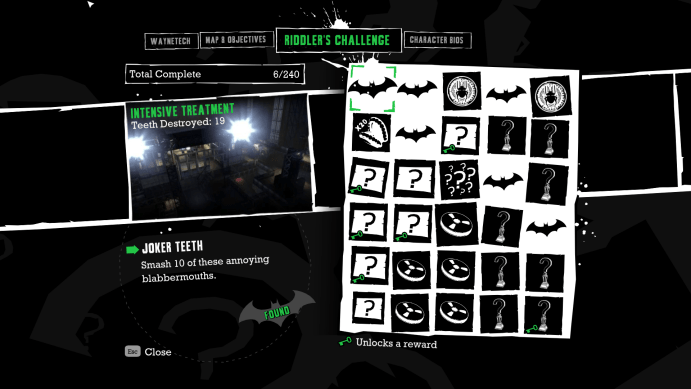 WAYNETECH
MAP & OBJECTIVES
RIDDLER'S CHALLENGE
CHARACTER BIOS
Total Complete 6/240
INTENSIVE TREATMENT
Teeth Destroyed: 19
X20
JOKER TEETH
Smash 10 of these annoying
blabbermouths.
FOUND
Esc Close
Unlocks a reward